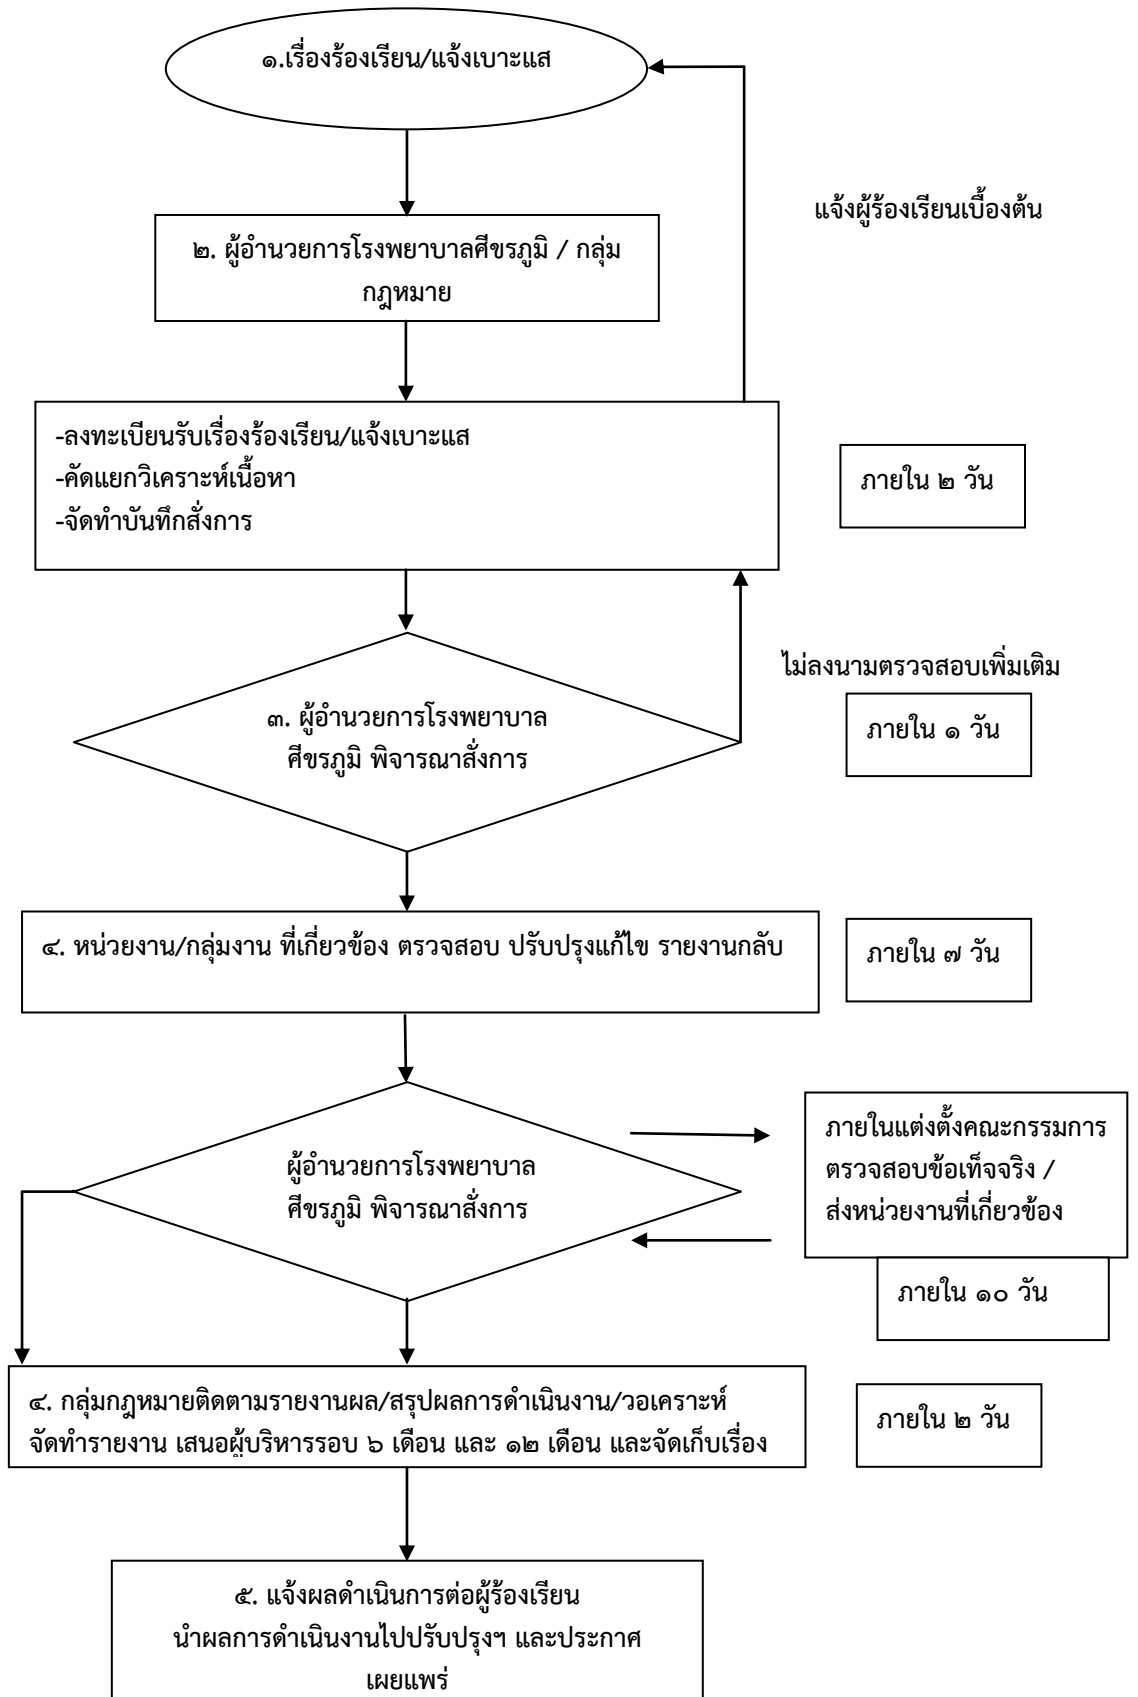 ๑.เรื่องร้องเรียน/แจ้งเบาะแส
แจ้งผู้ร้องเรียนเบื้องต้น
๒. ผู้อำนวยการโรงพยาบาลศีขรภูมิ / กลุ่ม
กฎหมาย
-ลงทะเบียนรับเรื่องร้องเรียน/แจ้งเบาะแส
-คัดแยกวิเคราะห์เนื้อหา
-จัดทำบันทึกสั่งการ
ภายใน ๒ วัน
ไม่ลงนามตรวจสอบเพิ่มเติม
๓. ผู้อำนวยการโรงพยาบาล
ศีขรภูมิ พิจารณาสั่งการ
ภายใน ๑ วัน
๔. หน่วยงาน/กลุ่มงาน ที่เกี่ยวข้อง ตรวจสอบ ปรับปรุงแก้ไข รายงานกลับ
ภายใน ๗ วัน
ผู้อำนวยการโรงพยาบาล
ศีขรภูมิ พิจารณาสั่งการ
ภายในแต่งตั้งคณะกรรมการ
ตรวจสอบข้อเท็จจริง /
ส่งหน่วยงานที่เกี่ยวข้อง
ภายใน ๑๐ วัน
๔. กลุ่มกฎหมายติดตามรายงานผล/สรุปผลการดำเนินงาน/วอเคราะห์
จัดทำรายงาน เสนอผู้บริหารรอบ ๖ เดือน และ ๑๒ เดือน และจัดเก็บเรื่อง
ภายใน ๒ วัน
๕. แจ้งผลดำเนินการต่อผู้ร้องเรียน
นำผลการดำเนินงานไปปรับปรุงฯ และประกาศ
เผยแพร่